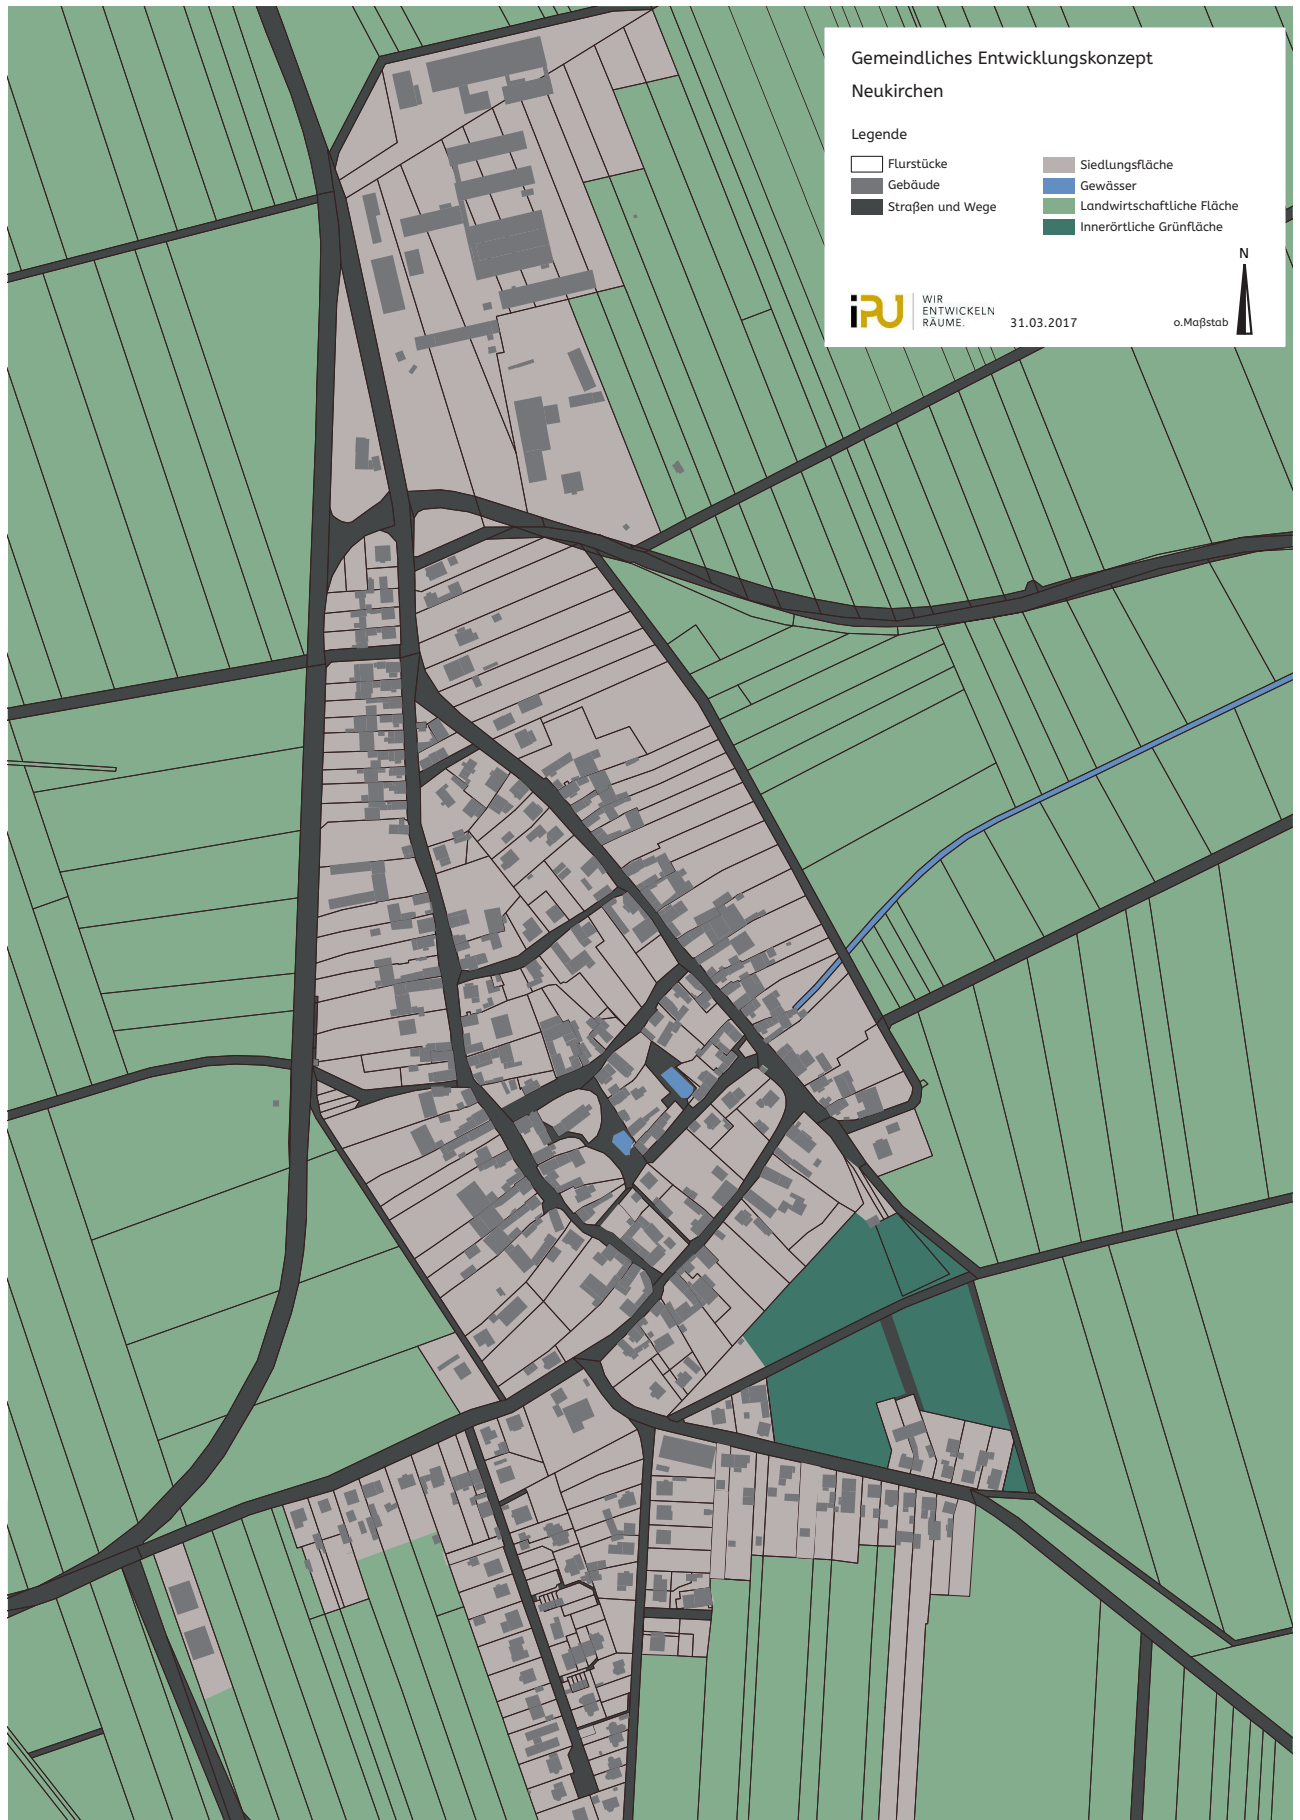 Gemeindliches Entwicklungskonzept
Neukirchen
Legende
Flurstücke
Gebäude
Straßen und Wege
Siedlungsfläche
Gewässer
Landwirtschaftliche Fläche
Innerörtliche Grünfläche
N
iPU
WIR
ENTWICKELN
RÄUME.
31.03.2017
o.Maßstab